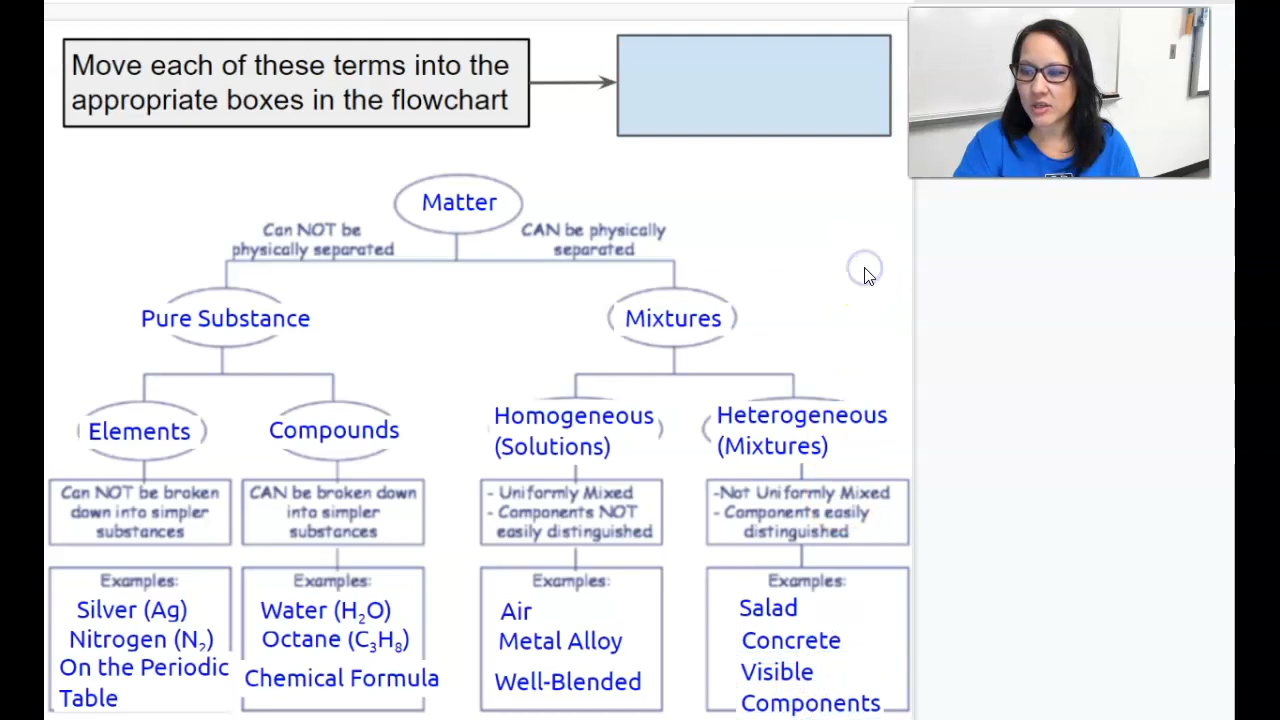 Move each of these terms into the
appropriate boxes in the flowchart
Matter
Can NOT be
physically separated
CAN be physically
separated
Pure Substance
Mixtures
Elements
Compounds
Homogeneous
(Solutions)
Heterogeneous
(Mixtures)
Can NOT be broken
down into simpler
substances
CAN be broken down
into simpler
substances
- Uniformly Mixed
- Components NOT
easily distinguished
-Not Uniformly Mixed
- Components easily
distinguished
Examples:
Silver (Ag)
Nitrogen (N₂)
On the Periodic
Table
Examples:
Water (H₂O)
Octane (C₃H₈)
Chemical Formula
Examples:
Air
Metal Alloy
Well-Blended
Examples:
Salad
Concrete
Visible
Components